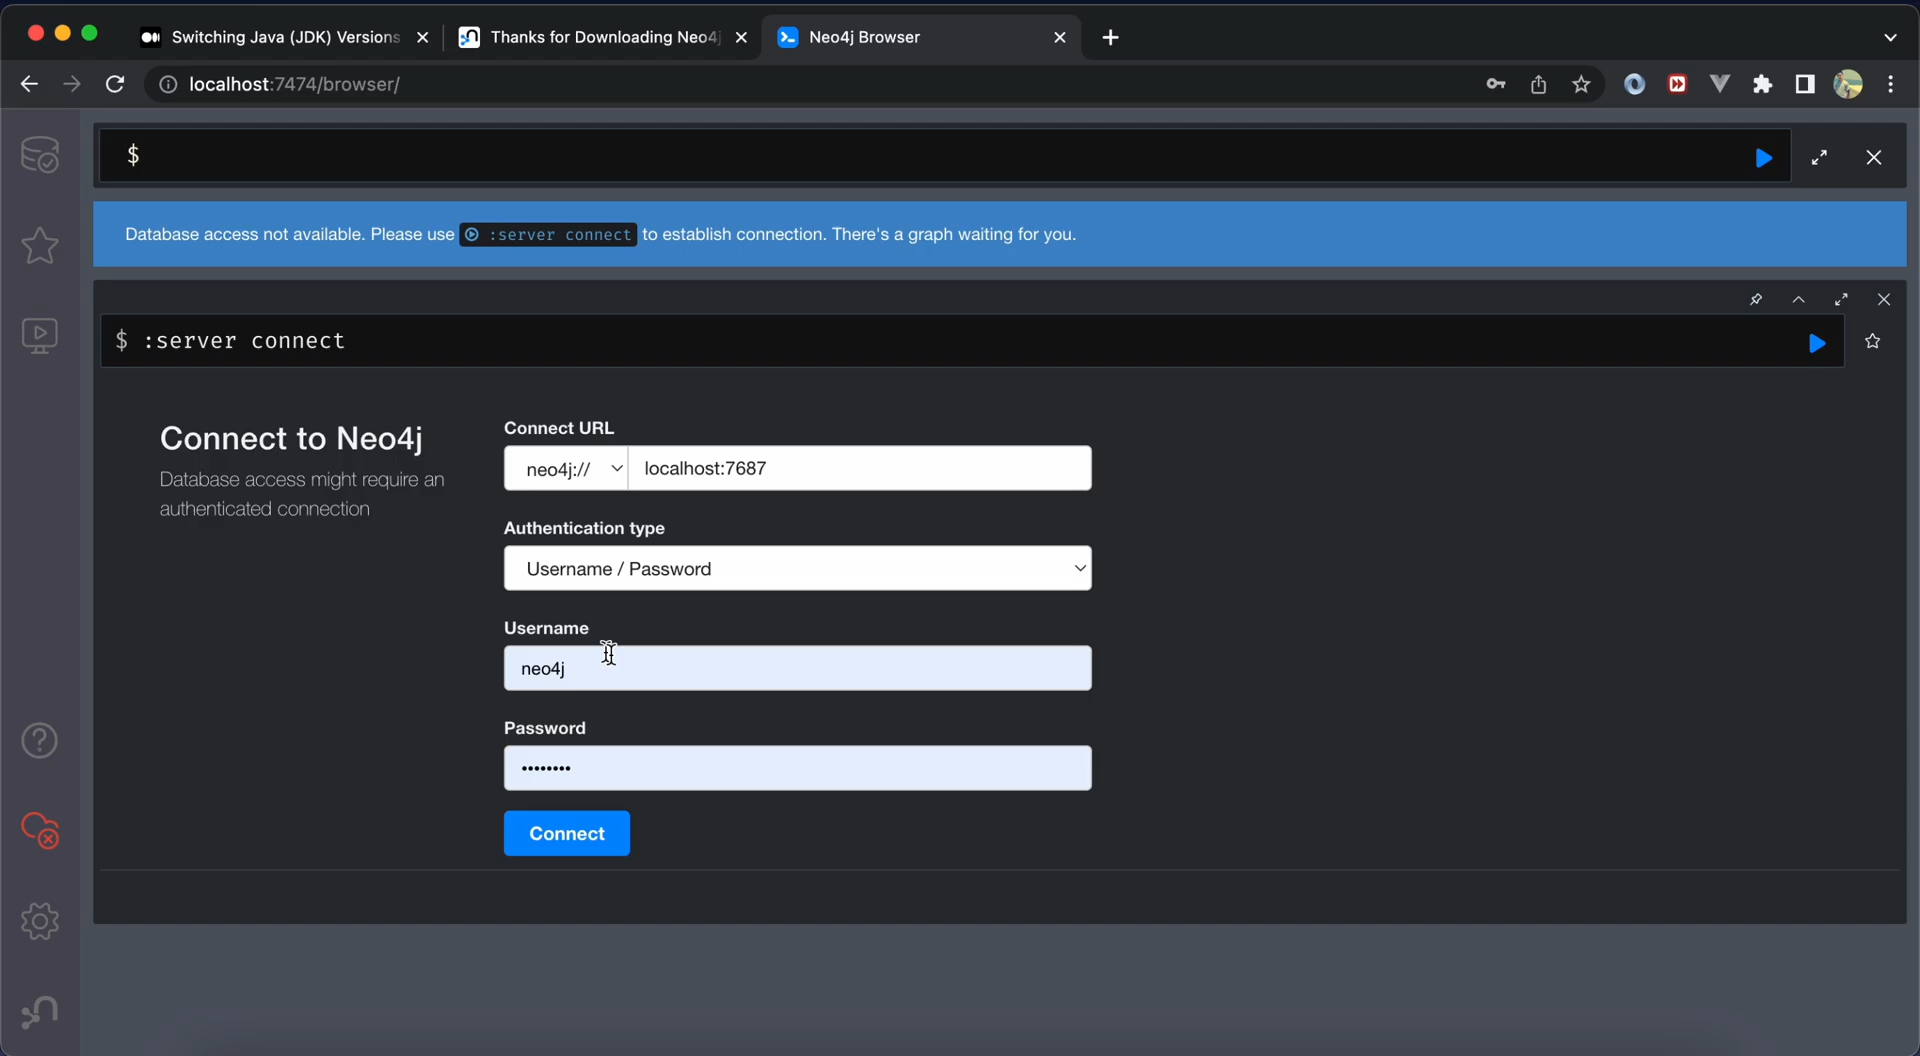 Switching Java (JDK) Versions
Thanks for Downloading Neo4j
Neo4j Browser
localhost:7474/browser/
$
Database access not available. Please use :server connect to establish connection. There's a graph waiting for you.
$ :server connect
Connect to Neo4j
Database access might require an
authenticated connection
Connect URL
neo4j:// localhost:7687
Authentication type
Username / Password
Username
neo4j
Password
••••••••
Connect